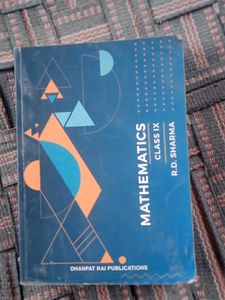 MATHEMATICS
CLASS IX
R.D. SHARMA
DHANPAT RAI PUBLICATIONS